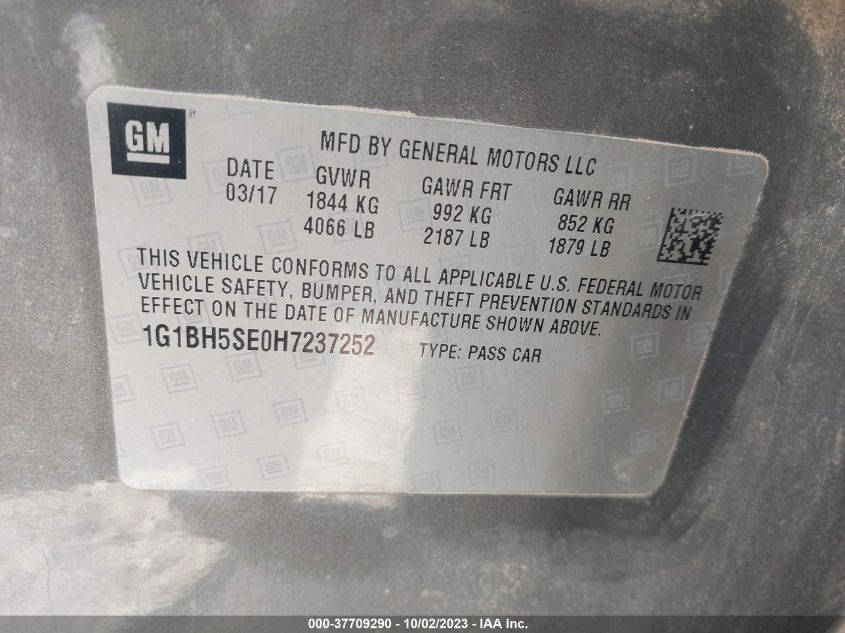 GM
MFD BY GENERAL MOTORS LLC
DATE GVWR GAWR FRT GAWR RR
03/17 1844 KG 992 KG 852 KG
4066 LB 2187 LB 1879 LB
THIS VEHICLE CONFORMS TO ALL APPLICABLE U.S. FEDERAL MOTOR
VEHICLE SAFETY, BUMPER, AND THEFT PREVENTION STANDARDS IN
EFFECT ON THE DATE OF MANUFACTURE SHOWN ABOVE.
1G1BH5SE0H7237252 TYPE: PASS CAR
000-37709290 - 10/02/2023 - IAA Inc.